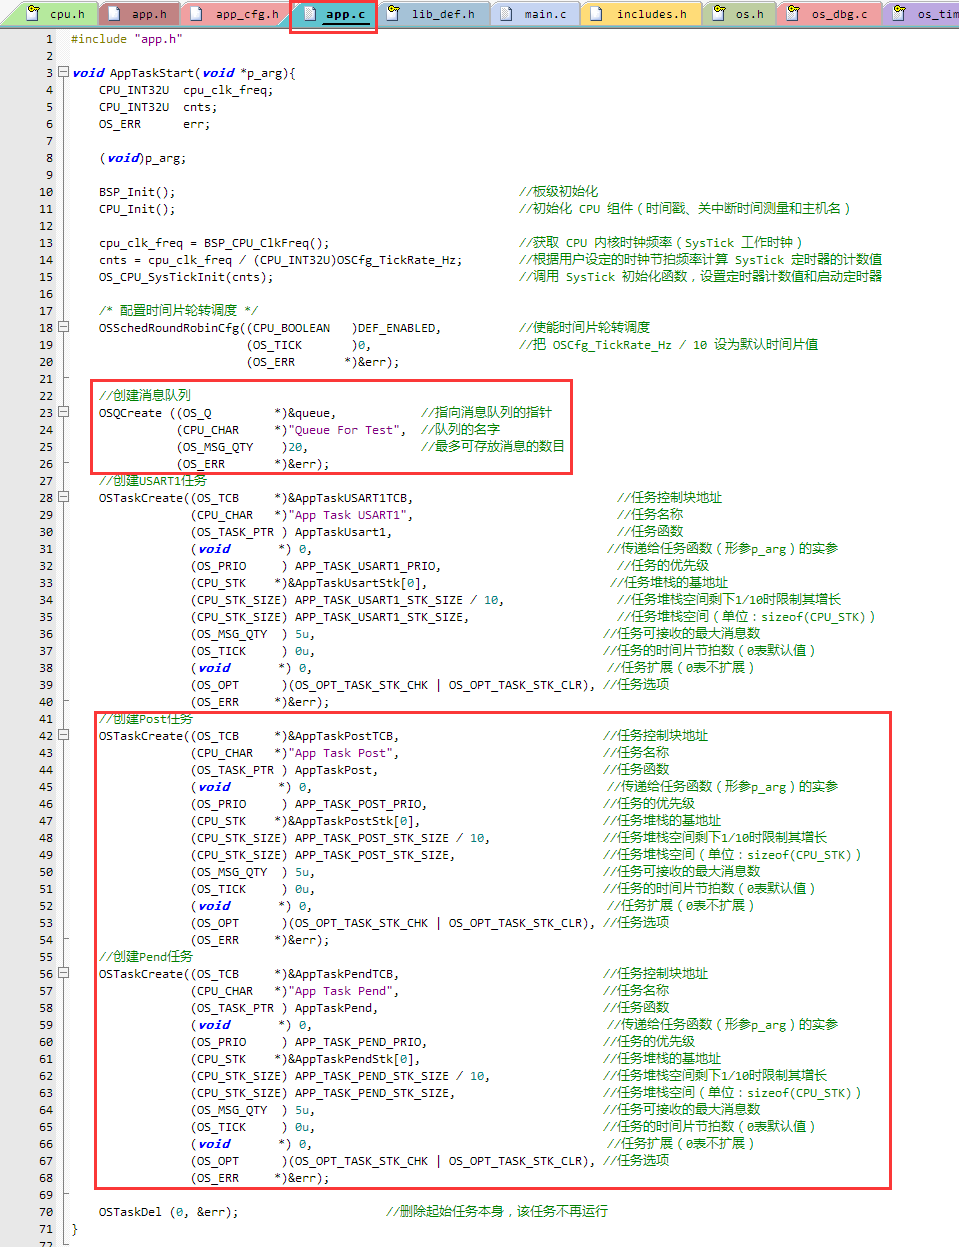 cpu.h app.h app_cfg.h app.c lib_def.h main.c includes.h os.h os_dbg.c os_tim
1 #include "app.h"
2
3 void AppTaskStart(void *p_arg){
4 CPU_INT32U cpu_clk_freq;
5 CPU_INT32U cnts;
6 OS_ERR err;
7
8 (void)p_arg;
9
10 BSP_Init(); //板级初始化
11 CPU_Init(); //初始化 CPU 组件（时间戳、关中断时间测量和主机名）
12
13 cpu_clk_freq = BSP_CPU_ClkFreq(); //获取 CPU 内核时钟频率（SysTick 工作时钟）
14 cnts = cpu_clk_freq / (CPU_INT32U)OSCfg_TickRate_Hz; //根据用户设定的时钟节拍频率计算 SysTick 定时器的计数值
15 OS_CPU_SysTickInit(cnts); //调用 SysTick 初始化函数，设置定时器计数值和启动定时器
16
17 /* 配置时间片轮转调度 */
18 OSSchedRoundRobinCfg((CPU_BOOLEAN )DEF_ENABLED, //使能时间片轮转调度
19 (OS_TICK )0, //把 OSCfg_TickRate_Hz / 10 设为默认时间片值
20 (OS_ERR *)&err);
21
22 //创建消息队列
23 OSQCreate ((OS_Q *)&queue, //指向消息队列的指针
24 (CPU_CHAR *)"Queue For Test", //队列的名字
25 (OS_MSG_QTY )20, //最多可存放消息的数目
26 (OS_ERR *)&err);
27 //创建USART1任务
28 OSTaskCreate((OS_TCB *)&AppTaskUSART1TCB, //任务控制块地址
29 (CPU_CHAR *)"App Task USART1", //任务名称
30 (OS_TASK_PTR ) AppTaskUsart1, //任务函数
31 (void *) 0, //传递给任务函数（形参p_arg）的实参
32 (OS_PRIO ) APP_TASK_USART1_PRIO, //任务的优先级
33 (CPU_STK *)&AppTaskUsartStk[0], //任务堆栈的基地址
34 (CPU_STK_SIZE) APP_TASK_USART1_STK_SIZE / 10, //任务堆栈空间剩下1/10时限制其增长
35 (CPU_STK_SIZE) APP_TASK_USART1_STK_SIZE, //任务堆栈空间（单位：sizeof(CPU_STK)）
36 (OS_MSG_QTY ) 5u, //任务可接收的最大消息数
37 (OS_TICK ) 0u, //任务的时间片节拍数（0表默认值）
38 (void *) 0, //任务扩展（0表不扩展）
39 (OS_OPT )(OS_OPT_TASK_STK_CHK | OS_OPT_TASK_STK_CLR), //任务选项
40 (OS_ERR *)&err);
41 //创建Post任务
42 OSTaskCreate((OS_TCB *)&AppTaskPostTCB, //任务控制块地址
43 (CPU_CHAR *)"App Task Post", //任务名称
44 (OS_TASK_PTR ) AppTaskPost, //任务函数
45 (void *) 0, //传递给任务函数（形参p_arg）的实参
46 (OS_PRIO ) APP_TASK_POST_PRIO, //任务的优先级
47 (CPU_STK *)&AppTaskPostStk[0], //任务堆栈的基地址
48 (CPU_STK_SIZE) APP_TASK_POST_STK_SIZE / 10, //任务堆栈空间剩下1/10时限制其增长
49 (CPU_STK_SIZE) APP_TASK_POST_STK_SIZE, //任务堆栈空间（单位：sizeof(CPU_STK)）
50 (OS_MSG_QTY ) 5u, //任务可接收的最大消息数
51 (OS_TICK ) 0u, //任务的时间片节拍数（0表默认值）
52 (void *) 0, //任务扩展（0表不扩展）
53 (OS_OPT )(OS_OPT_TASK_STK_CHK | OS_OPT_TASK_STK_CLR), //任务选项
54 (OS_ERR *)&err);
55 //创建Pend任务
56 OSTaskCreate((OS_TCB *)&AppTaskPendTCB, //任务控制块地址
57 (CPU_CHAR *)"App Task Pend", //任务名称
58 (OS_TASK_PTR ) AppTaskPend, //任务函数
59 (void *) 0, //传递给任务函数（形参p_arg）的实参
60 (OS_PRIO ) APP_TASK_PEND_PRIO, //任务的优先级
61 (CPU_STK *)&AppTaskPendStk[0], //任务堆栈的基地址
62 (CPU_STK_SIZE) APP_TASK_PEND_STK_SIZE / 10, //任务堆栈空间剩下1/10时限制其增长
63 (CPU_STK_SIZE) APP_TASK_PEND_STK_SIZE, //任务堆栈空间（单位：sizeof(CPU_STK)）
64 (OS_MSG_QTY ) 5u, //任务可接收的最大消息数
65 (OS_TICK ) 0u, //任务的时间片节拍数（0表默认值）
66 (void *) 0, //任务扩展（0表不扩展）
67 (OS_OPT )(OS_OPT_TASK_STK_CHK | OS_OPT_TASK_STK_CLR), //任务选项
68 (OS_ERR *)&err);
69
70 OSTaskDel (0, &err); //删除起始任务本身，该任务不再运行
71 }
72